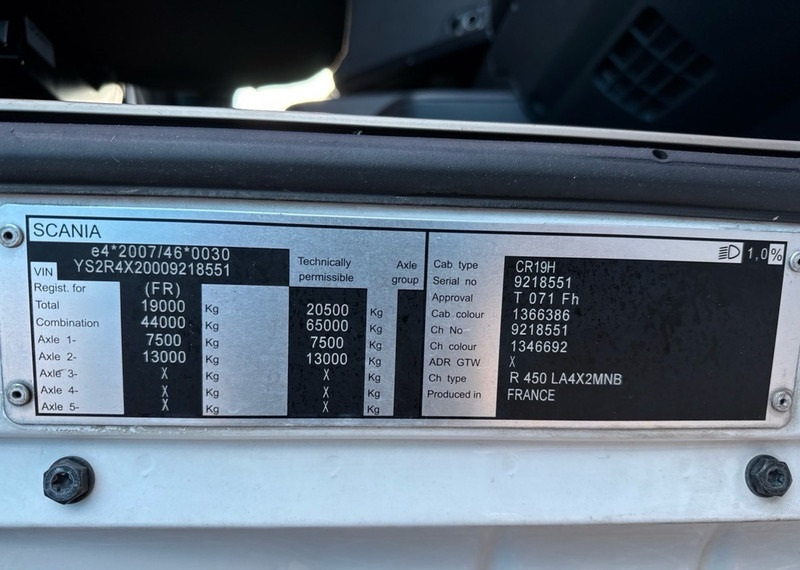 SCANIA
e4*2007/46*0030
VIN YS2R4X20009218551
Technically permissible
Axle group
Regist. for (FR)
Total 19000 Kg 20500 Kg
Combination 44000 Kg 65000 Kg
Axle 1- 7500 Kg 7500 Kg
Axle 2- 13000 Kg 13000 Kg
Axle 3- X Kg X Kg
Axle 4- X Kg X Kg
Axle 5- X Kg X Kg
1,0%
Cab type CR19H
Serial no 9218551
Approval T 071 Fh
Cab colour 1366386
Ch No 9218551
Ch colour 1346692
ADR GTW X
Ch type R 450 LA4X2MNB
Produced in FRANCE